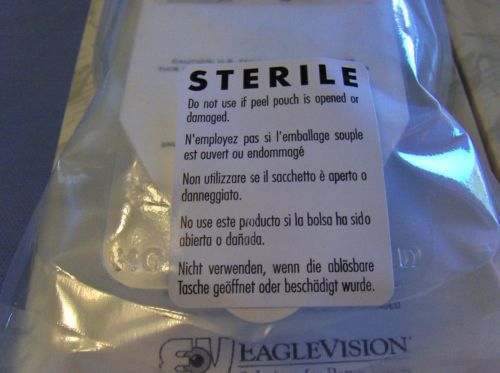 STERILE
Do not use if peel pouch is opened or
damaged.
N'employez pas si l'emballage souple
est ouvert ou endommagé
Non utilizzare se il sacchetto è aperto o
danneggiato.
No use este producto si la bolsa ha sido
abierta o dañada.
Nicht verwenden, wenn die ablösbare
Tasche geöffnet oder beschädigt wurde.
EAGLEVISION